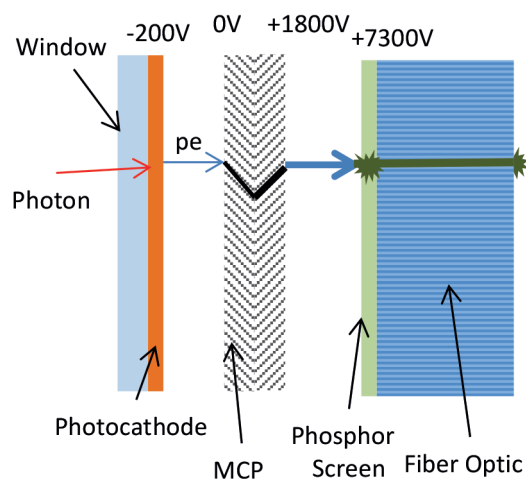 0V
+1800V
-200V
+7300V
Window
pe
Photon
Photocathode
MCP
Phosphor
Screen
Fiber Optic